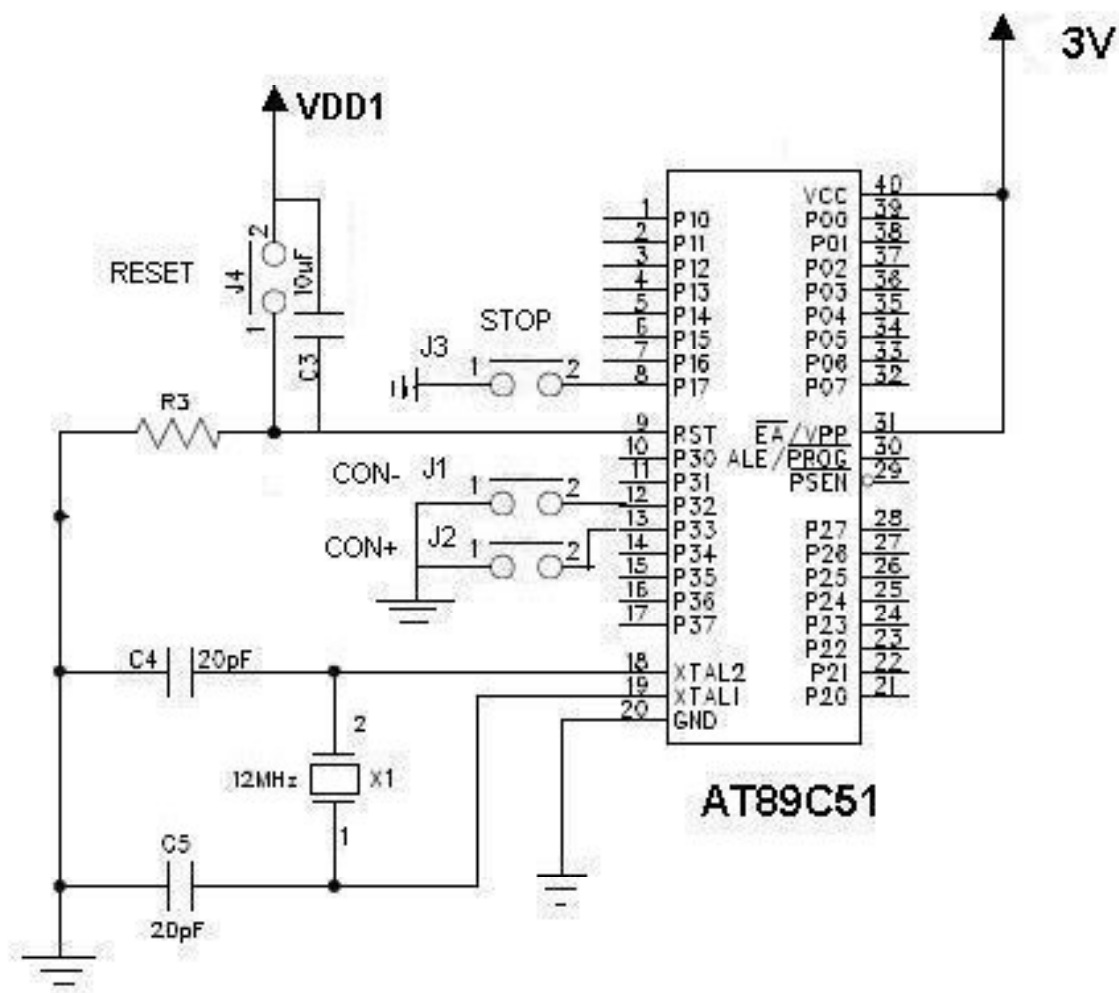 3V
VDD1
RESET
J4
2
1
10uF
C3
STOP
J3
1
2
R3
CON-
J1
1
2
CON+
J2
1
2
C4
20pF
2
12MHz
X1
1
C5
20pF
1
2
3
4
5
6
7
8
9
10
11
12
13
14
15
16
17
18
19
20
P10
P11
P12
P13
P14
P15
P16
P17
RST
P30
P31
P32
P33
P34
P35
P36
P37
XTAL2
XTAL1
GND
VCC
P00
P01
P02
P03
P04
P05
P06
P07
EA/VPP
ALE/PROG
PSEN
P27
P26
P25
P24
P23
P22
P21
P20
40
39
38
37
36
35
34
33
32
31
30
29
28
27
26
25
24
23
22
21
AT89C51